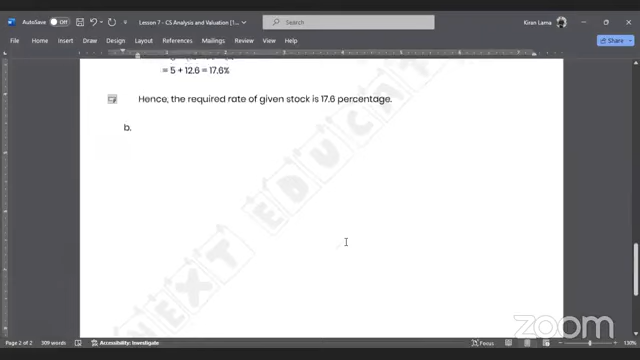 AutoSave Off Lesson 7 - CS Analysis and Valuation [1... Search Kiran Lama
File Home Insert Draw Design Layout References Mailings Review View Help Share
= 5 + 12.6 = 17.6%
Hence, the required rate of given stock is 17.6 percentage.
b.
NEXT EDUCAT
zoom
Page 2 of 2 309 words Accessibility: Investigate Focus 130%